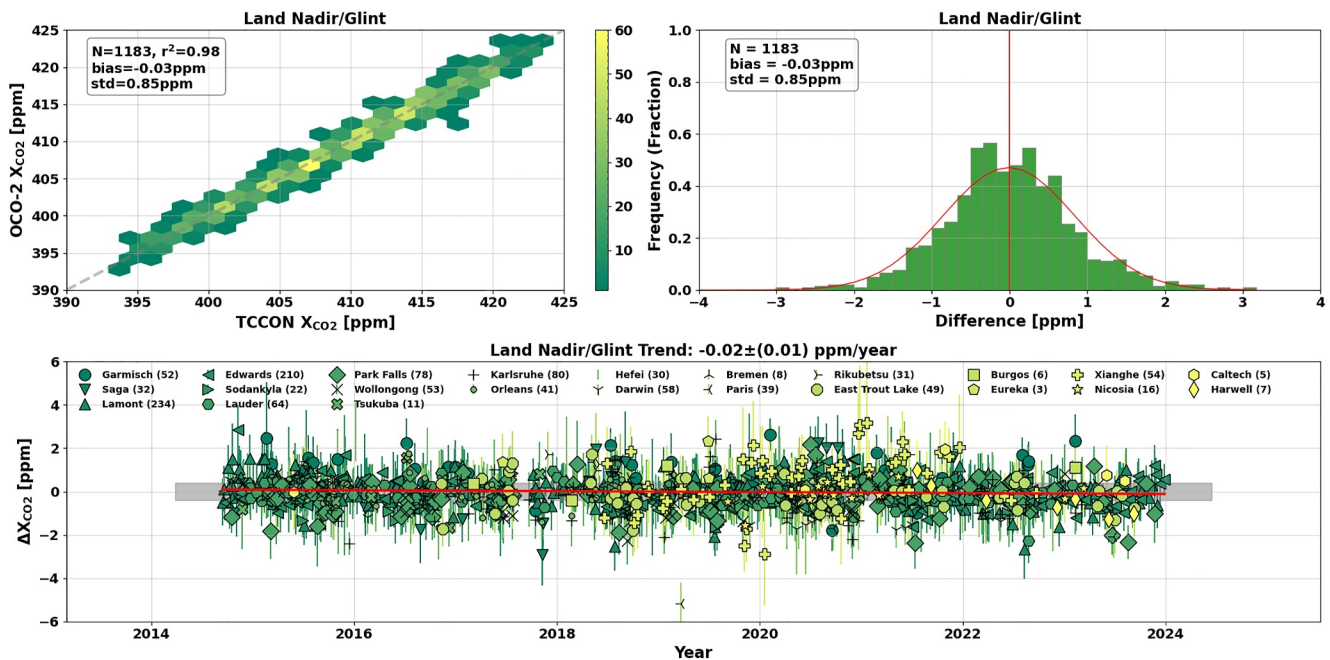 Land Nadir/Glint
N=1183, r²=0.98
bias=-0.03ppm
std=0.85ppm
OCO-2 XCO2 [ppm]
425
420
415
410
405
400
395
390
390 395 400 405 410 415 420 425
TCCON XCO2 [ppm]
60
50
40
30
20
10
Land Nadir/Glint
N = 1183
bias = -0.03ppm
std = 0.85ppm
Frequency (Fraction)
1.0
0.8
0.6
0.4
0.2
0.0
−4 −3 −2 −1 0 1 2 3 4
Difference [ppm]
Land Nadir/Glint Trend: -0.02±(0.01) ppm/year
Garmisch (52) Edwards (210) Park Falls (78) Karlsruhe (80) Hefei (30) Bremen (8) Rikubetsu (31) Burgos (6) Xianghe (54) Caltech (5)
Saga (32) Sodankyla (22) Wollongong (53) Orleans (41) Darwin (58) Paris (39) East Trout Lake (49) Eureka (3) Nicosia (16) Harwell (7)
Lamont (234) Lauder (64) Tsukuba (11)
ΔXCO2 [ppm]
6
4
2
0
−2
−4
−6
2014 2016 2018 2020 2022 2024
Year